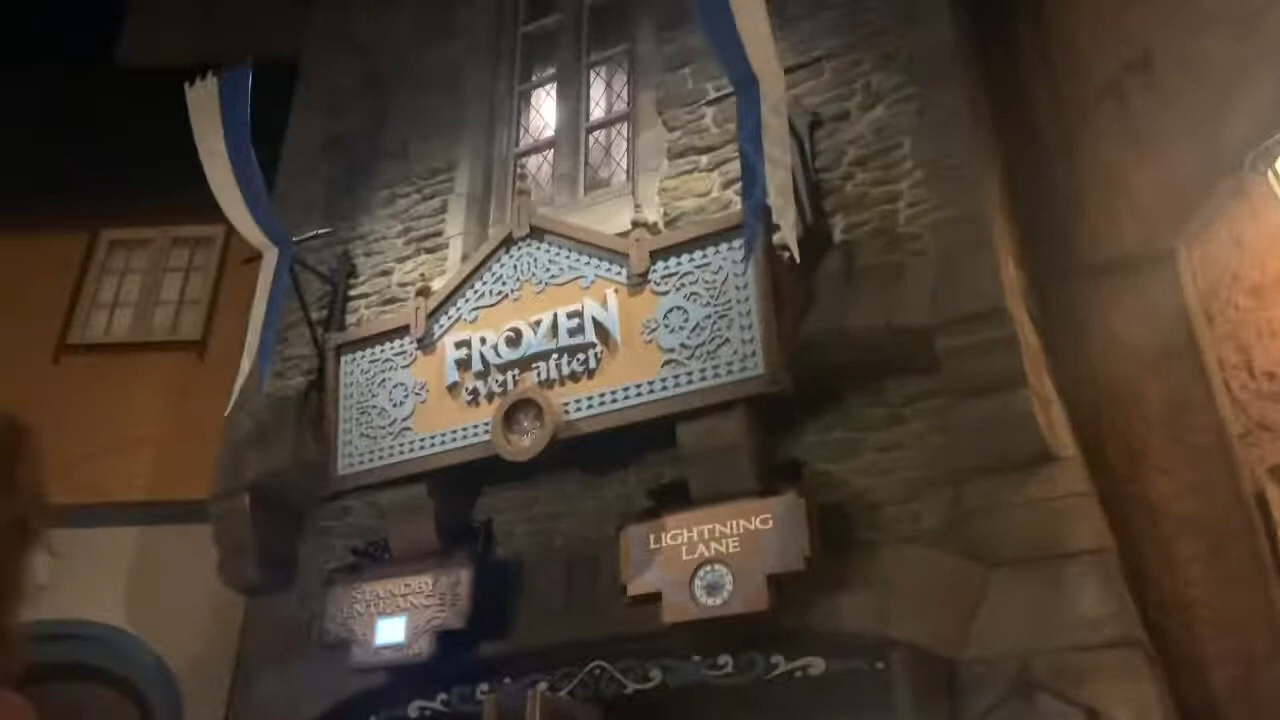 FROZEN
ever after
LIGHTNING
LANE
STANDBY
ENTRANCE